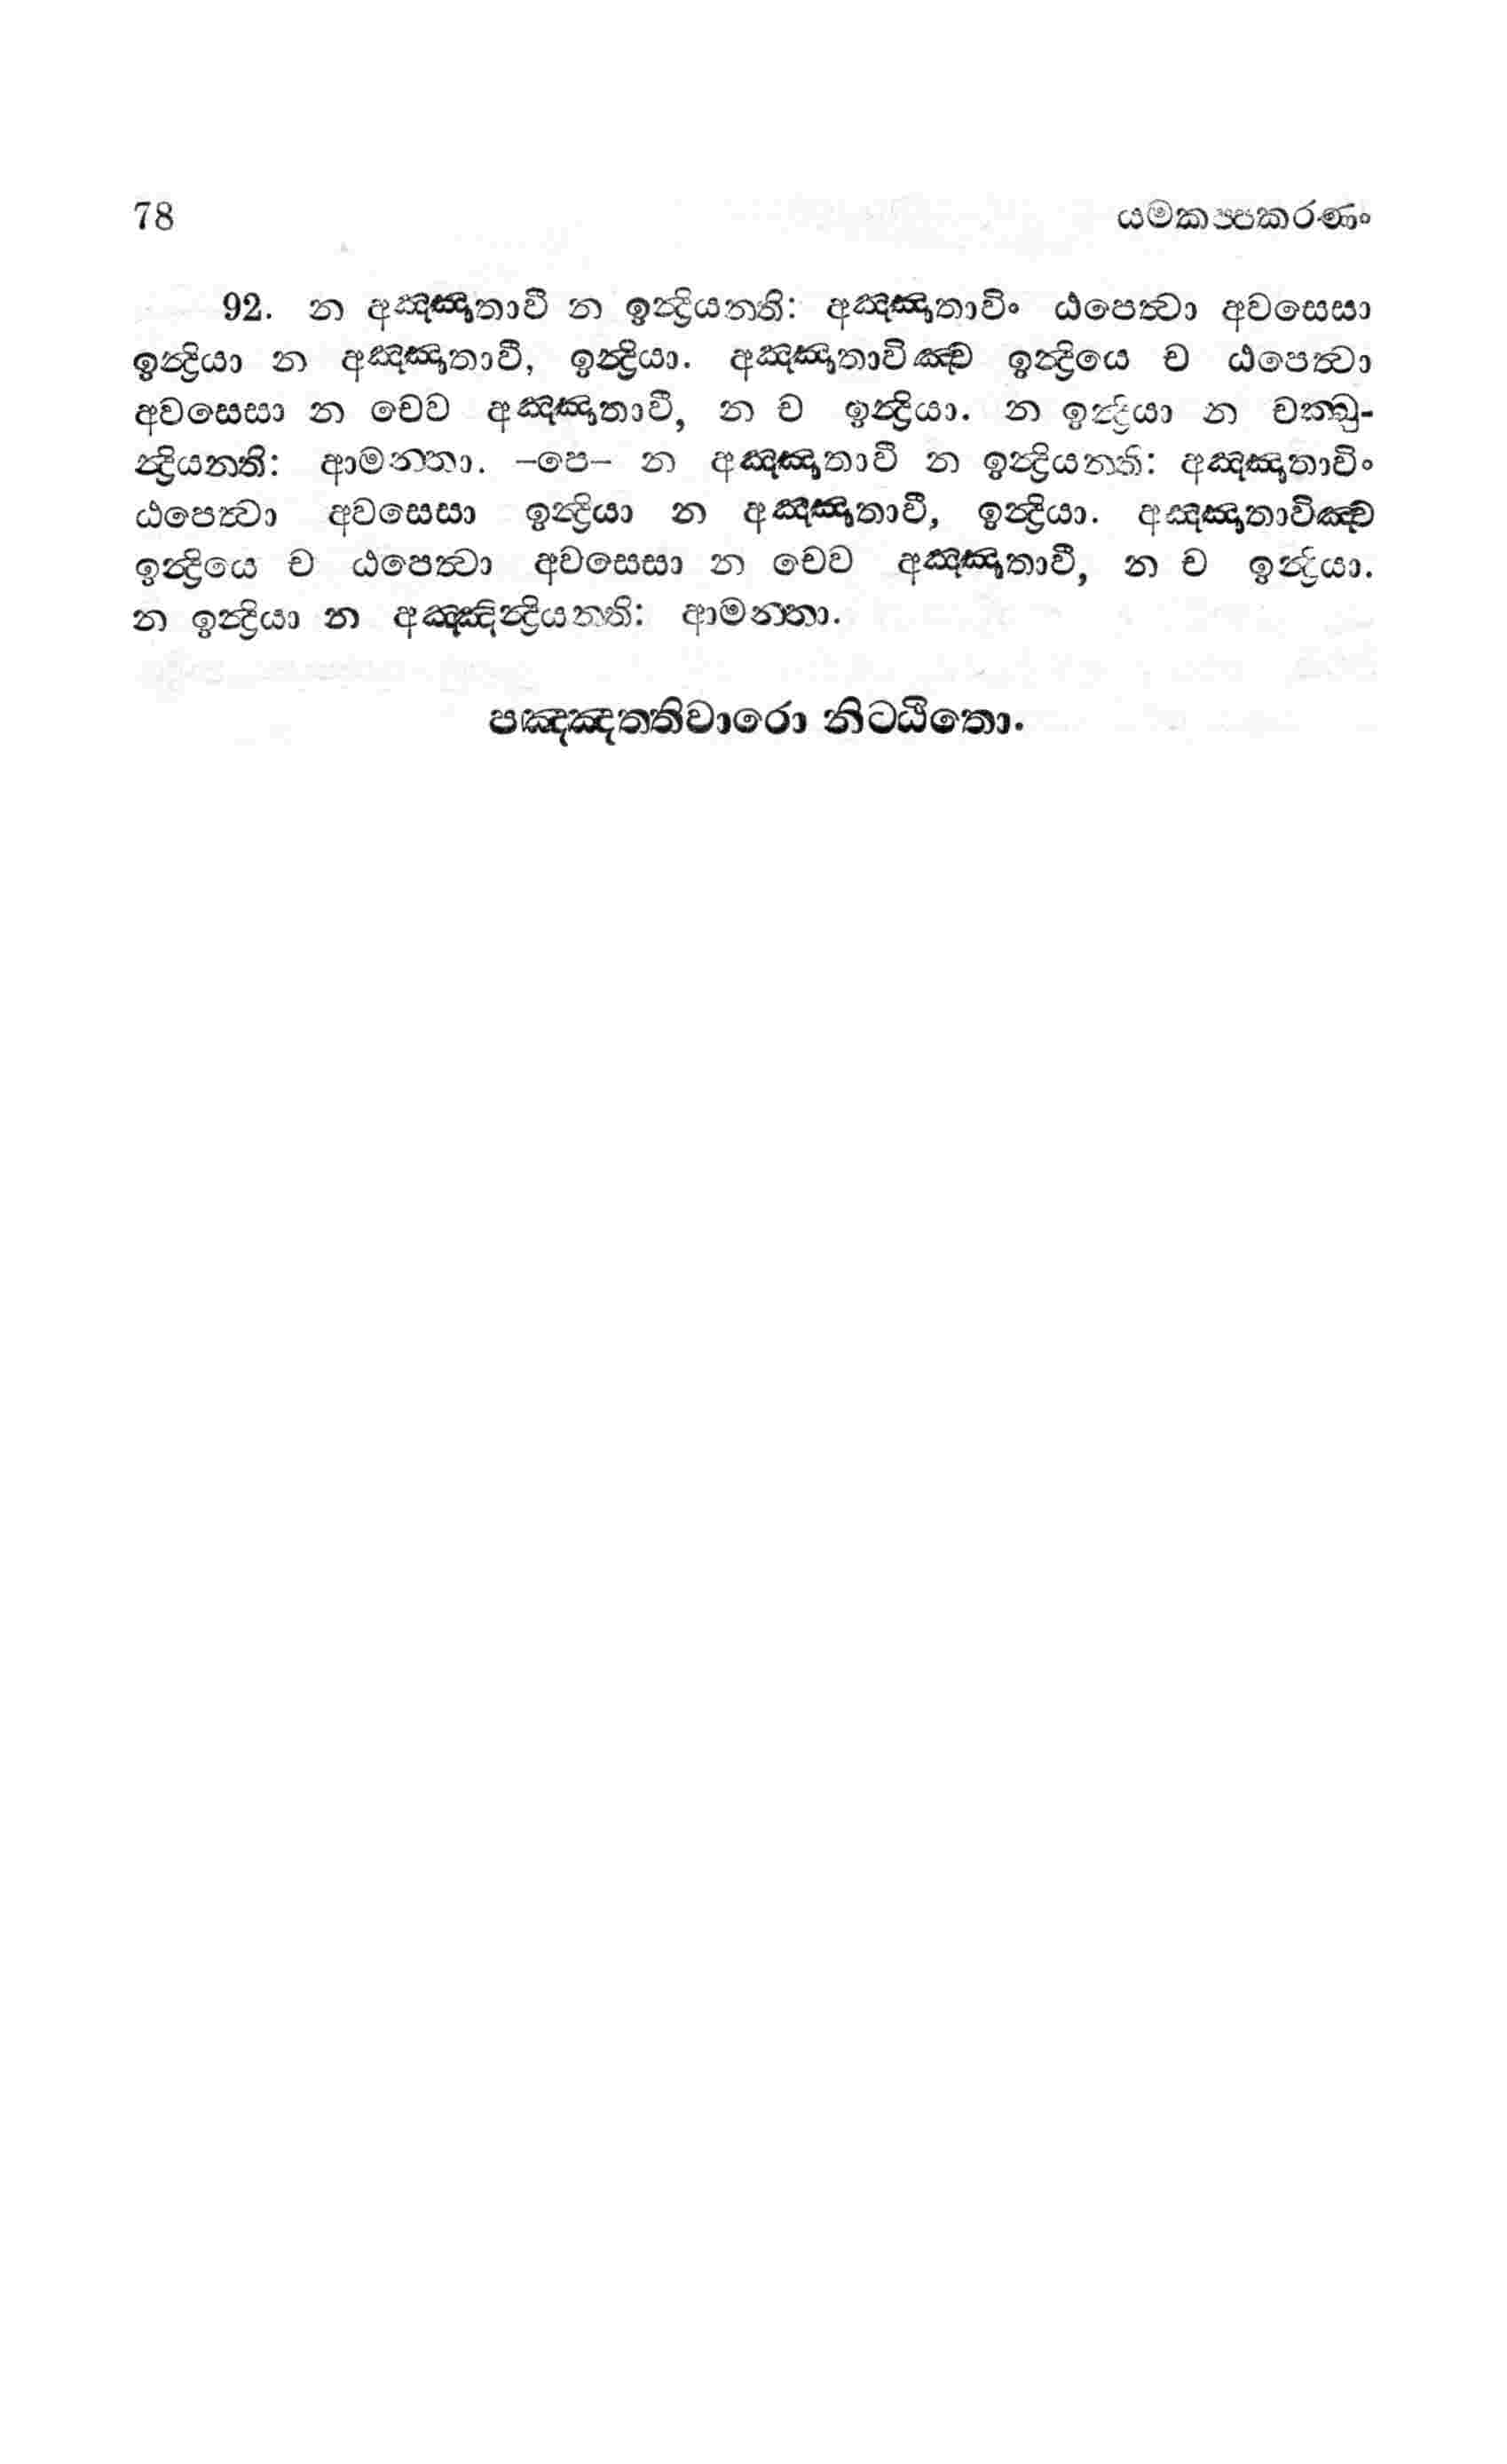 78 යමකප්පකරණං
92. න අඤ්ඤාතාවී න ඉන්ද්‍රියන්ති: අඤ්ඤාතාවිං ඨපෙත්‍වා අවසෙසා
ඉන්ද්‍රියා න අඤ්ඤාතාවී, ඉන්ද්‍රියා. අඤ්ඤාතාවිඤ්ච ඉන්ද්‍රියෙ ච ඨපෙත්‍වා
අවසෙසා න චෙව අඤ්ඤාතාවී, න ච ඉන්ද්‍රියා. න ඉන්ද්‍රියා න චක්ඛු-
න්ද්‍රියන්ති: ආමන්තා. –පෙ– න අඤ්ඤාතාවී න ඉන්ද්‍රියන්ති: අඤ්ඤාතාවිං
ඨපෙත්‍වා අවසෙසා ඉන්ද්‍රියා න අඤ්ඤාතාවී, ඉන්ද්‍රියා. අඤ්ඤාතාවිඤ්ච
ඉන්ද්‍රියෙ ච ඨපෙත්‍වා අවසෙසා න චෙව අඤ්ඤාතාවී, න ච ඉන්ද්‍රියා.
න ඉන්ද්‍රියා න අඤ්ඤින්ද්‍රියන්ති: ආමන්තා.
පඤ්ඤත්තිවාරො නිට්ඨිතො.